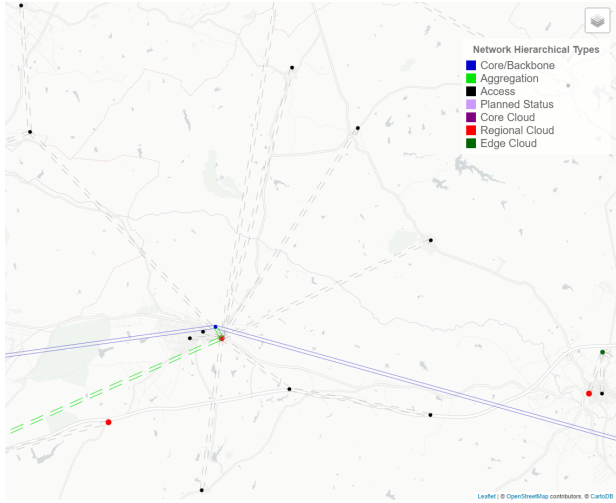 Network Hierarchical Types
Core/Backbone
Aggregation
Access
Planned Status
Core Cloud
Regional Cloud
Edge Cloud
Leaflet | © OpenStreetMap contributors, © CartoDB